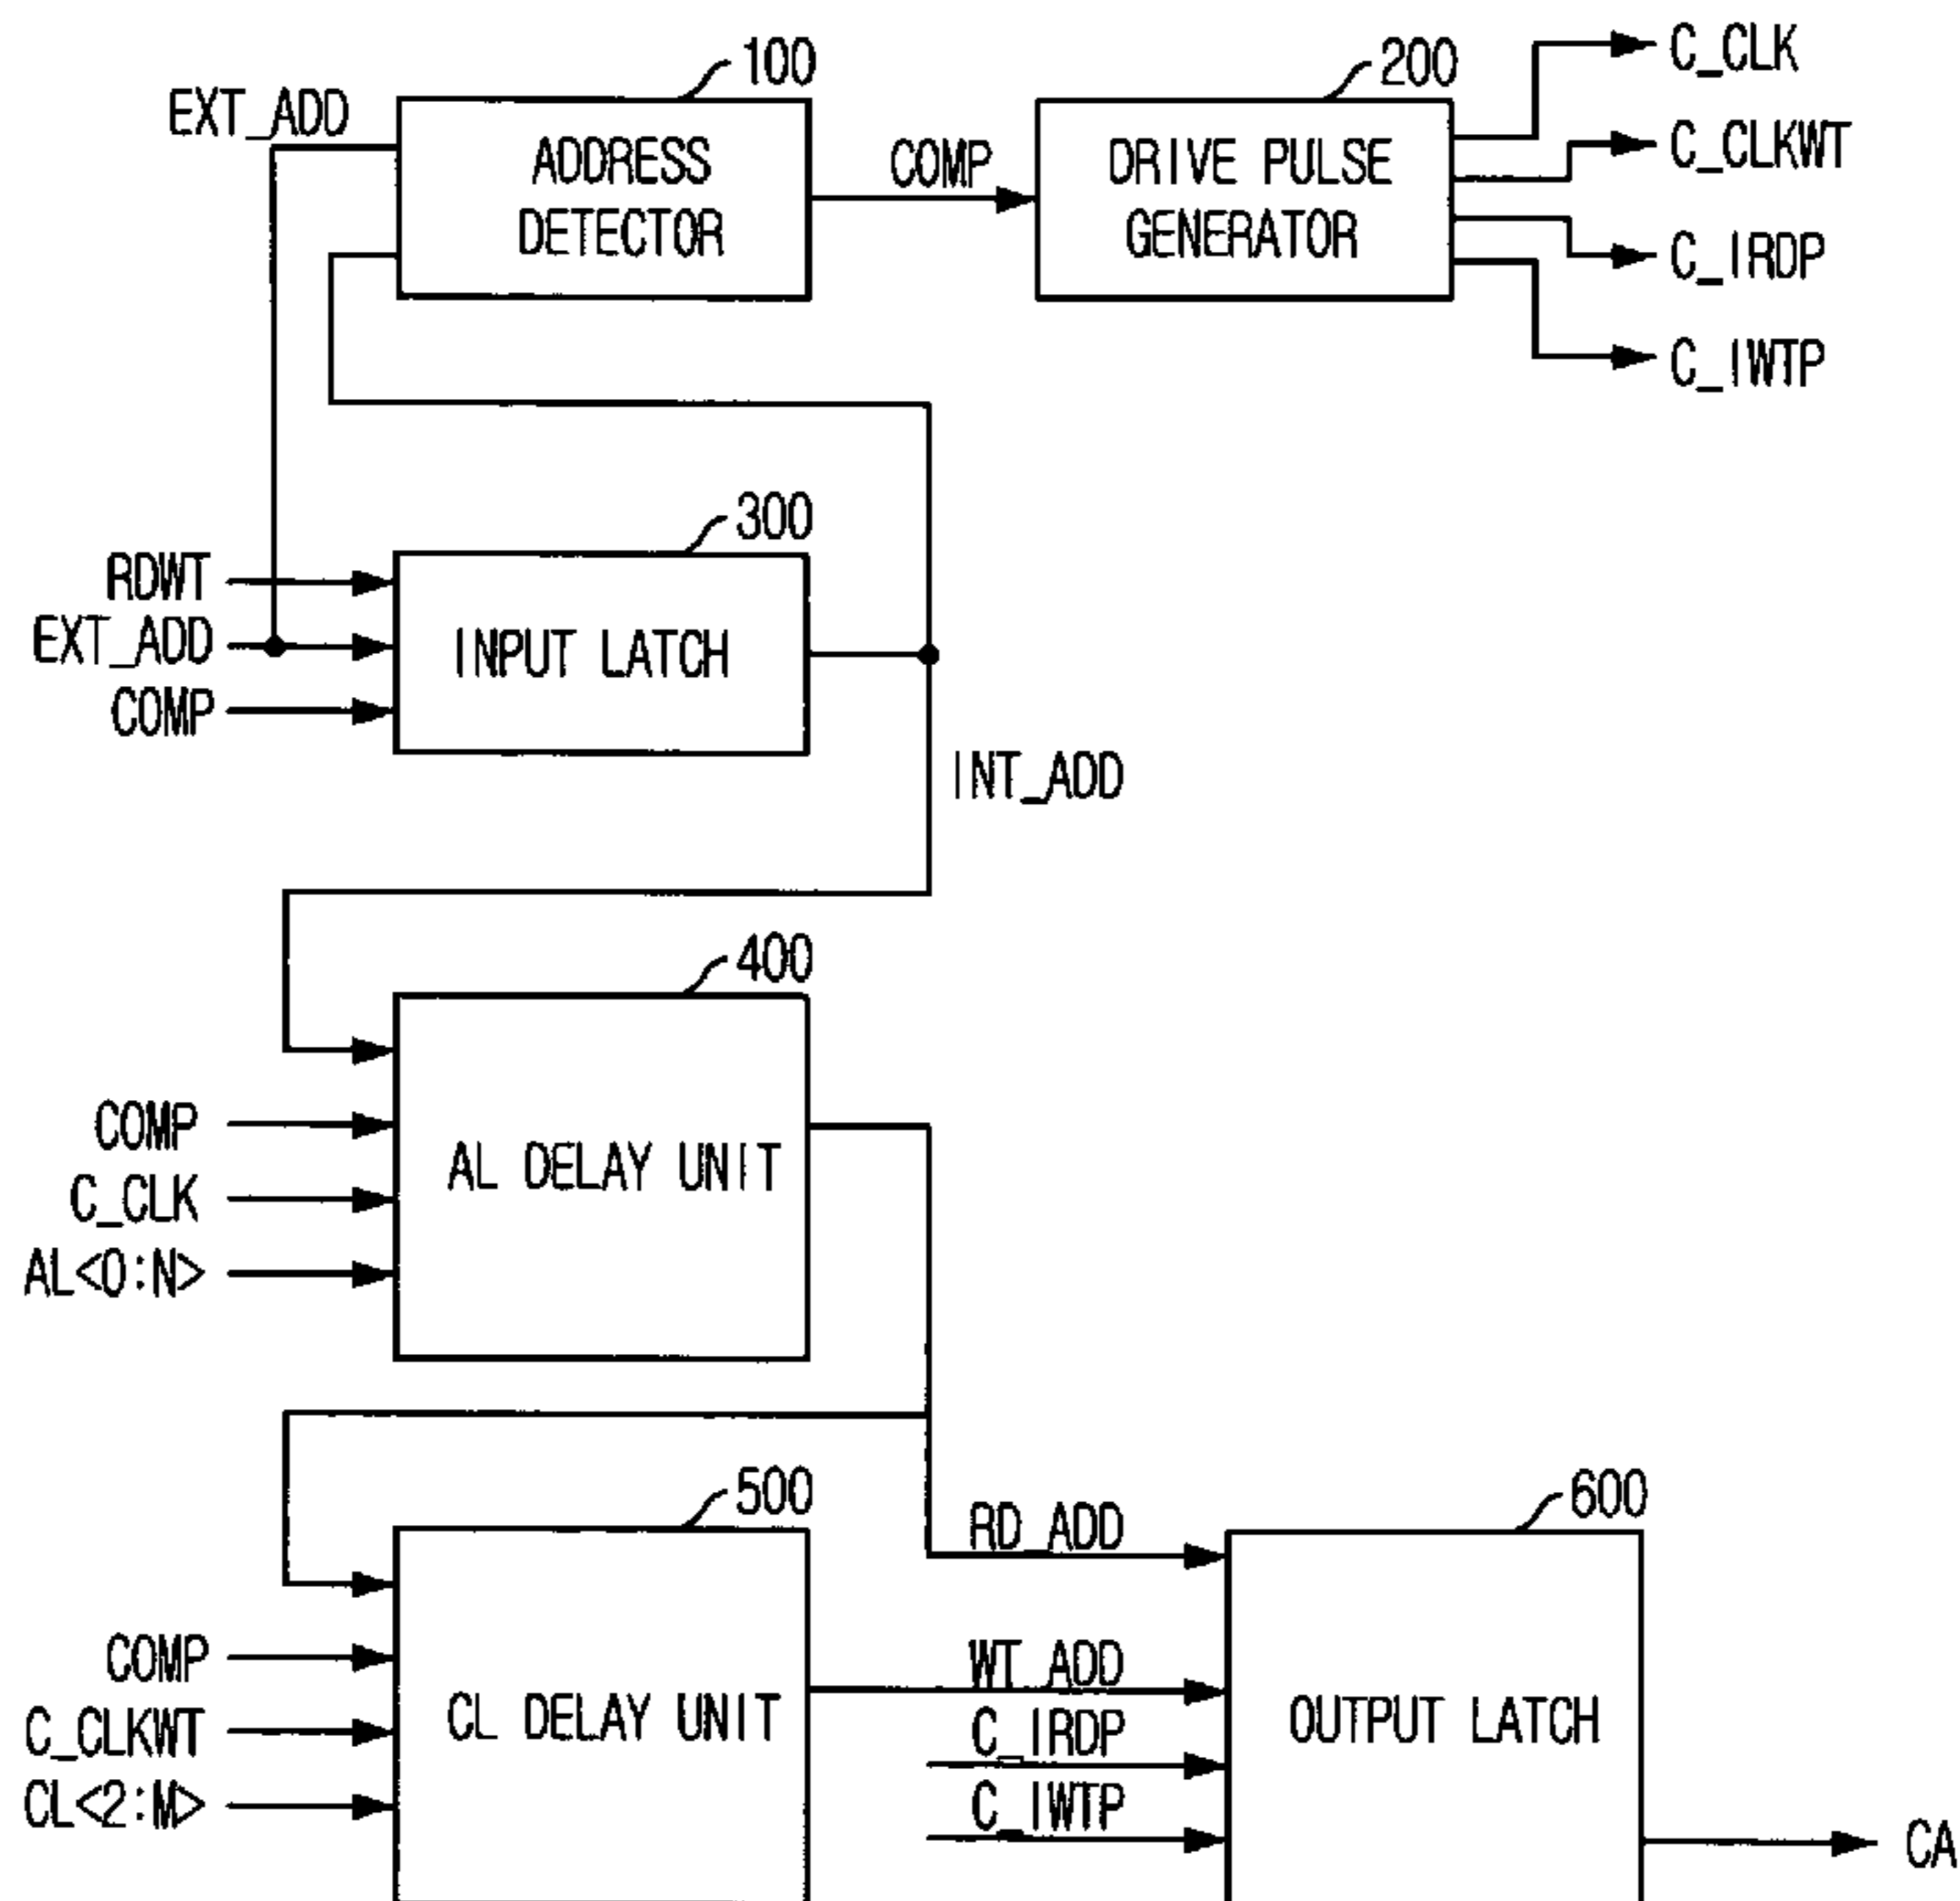 100
200
C_CLK
EXT_ADD
ADDRESS
DETECTOR
COMP
DRIVE PULSE
GENERATOR
C_CLKWT
C_IRDP
C_IWTP
300
RDWT
EXT_ADD
COMP
INPUT LATCH
INT_ADD
400
COMP
C_CLK
AL<0:N>
AL DELAY UNIT
500
RD_ADD
600
COMP
C_CLKWT
CL<2:M>
CL DELAY UNIT
WT_ADD
C_IRDP
C_IWTP
OUTPUT LATCH
CA